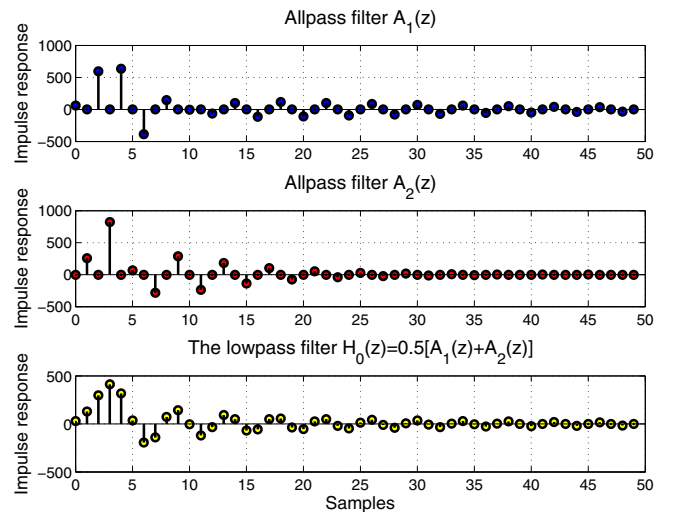 Allpass filter A1(z)
Impulse response
1000
500
0
−500
0 5 10 15 20 25 30 35 40 45 50
Allpass filter A2(z)
Impulse response
1000
500
0
−500
0 5 10 15 20 25 30 35 40 45 50
The lowpass filter H0(z)=0.5[A1(z)+A2(z)]
Impulse response
500
0
−500
0 5 10 15 20 25 30 35 40 45 50
Samples